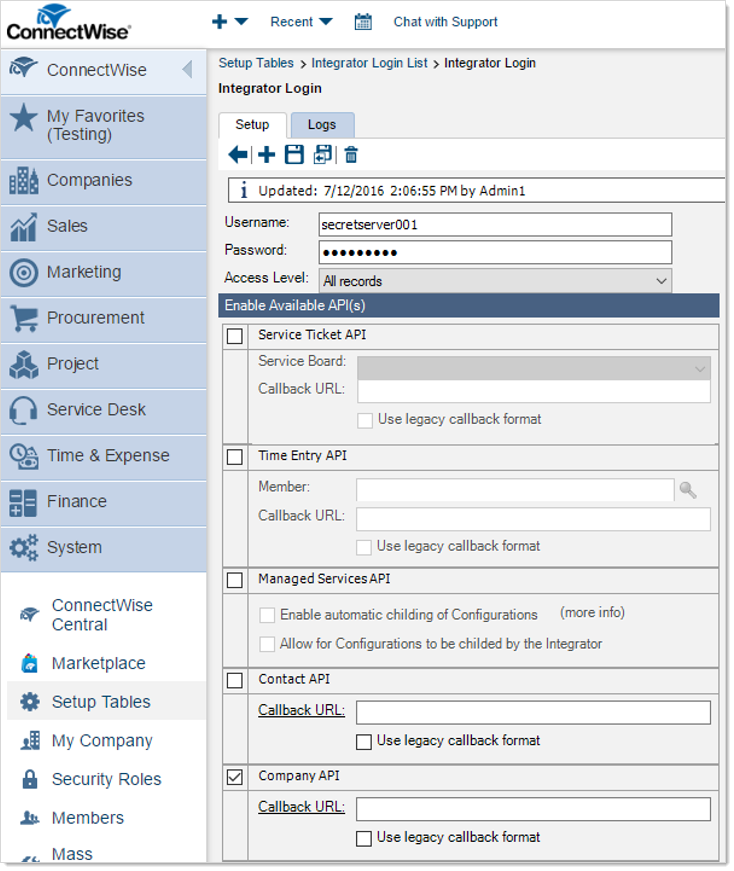 ConnectWise®
Recent
Chat with Support
ConnectWise
My Favorites
(Testing)
Companies
Sales
Marketing
Procurement
Project
Service Desk
Time & Expense
Finance
System
ConnectWise
Central
Marketplace
Setup Tables
My Company
Security Roles
Members
Mass
Setup Tables > Integrator Login List > Integrator Login
Integrator Login
Setup
Logs
i Updated: 7/12/2016 2:06:55 PM by Admin1
Username: secretserver001
Password: •••••••••
Access Level: All records
Enable Available API(s)
Service Ticket API
Service Board:
Callback URL:
Use legacy callback format
Time Entry API
Member:
Callback URL:
Use legacy callback format
Managed Services API
Enable automatic childing of Configurations (more info)
Allow for Configurations to be childed by the Integrator
Contact API
Callback URL:
Use legacy callback format
Company API
Callback URL:
Use legacy callback format